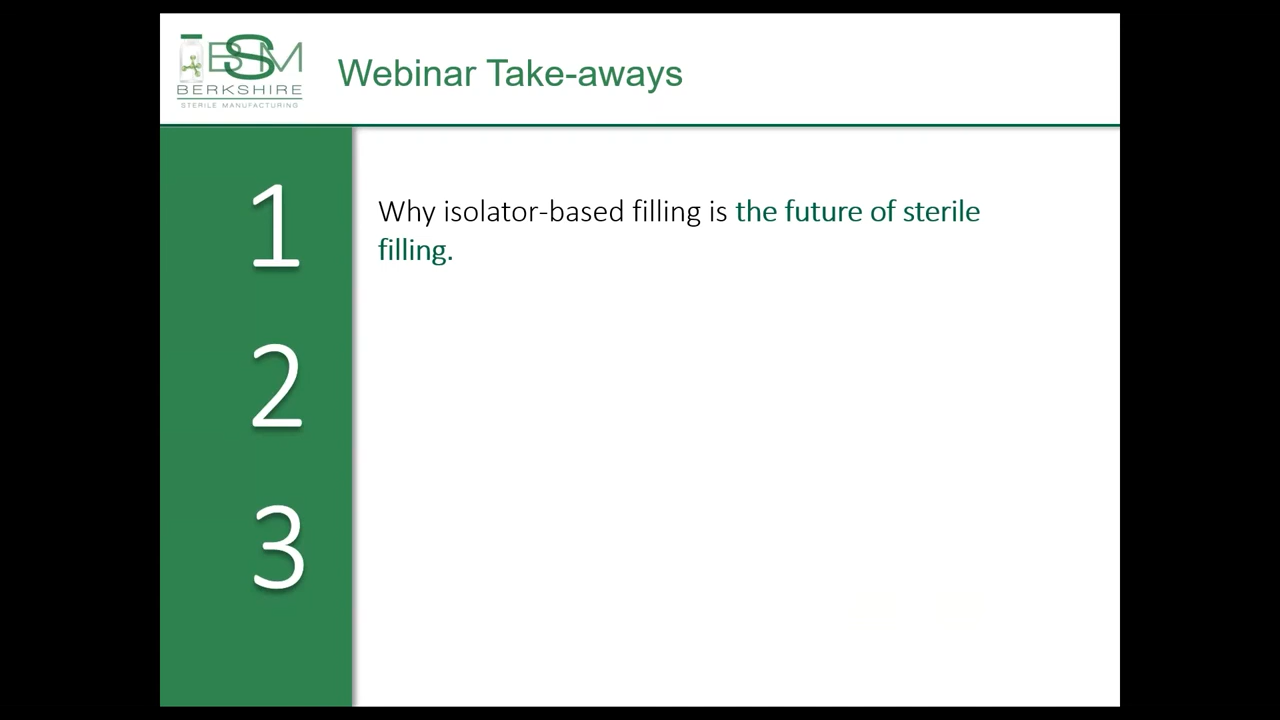 BSM
BERKSHIRE
STERILE MANUFACTURING
Webinar Take-aways
1
Why isolator-based filling is the future of sterile
filling.
2
3